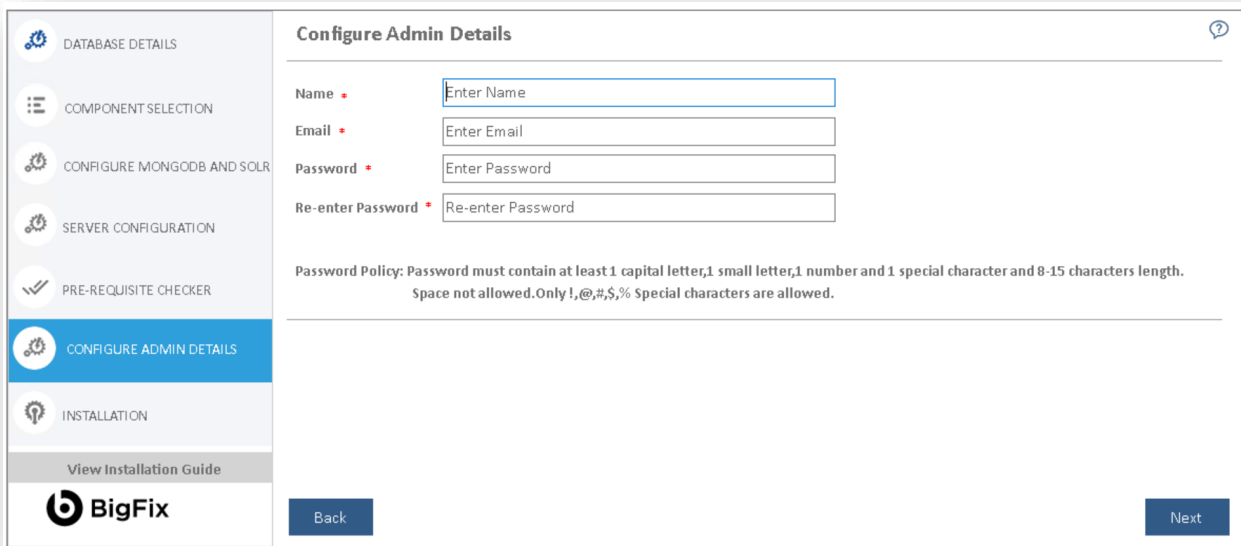 DATABASE DETAILS
COMPONENT SELECTION
CONFIGURE MONGODB AND SOLR
SERVER CONFIGURATION
PRE-REQUISITE CHECKER
CONFIGURE ADMIN DETAILS
INSTALLATION
View Installation Guide
BigFix
Configure Admin Details
?
Name * Enter Name
Email * Enter Email
Password * Enter Password
Re-enter Password * Re-enter Password
Password Policy: Password must contain at least 1 capital letter,1 small letter,1 number and 1 special character and 8-15 characters length.
Space not allowed.Only !,@,#,$,% Special characters are allowed.
Back
Next